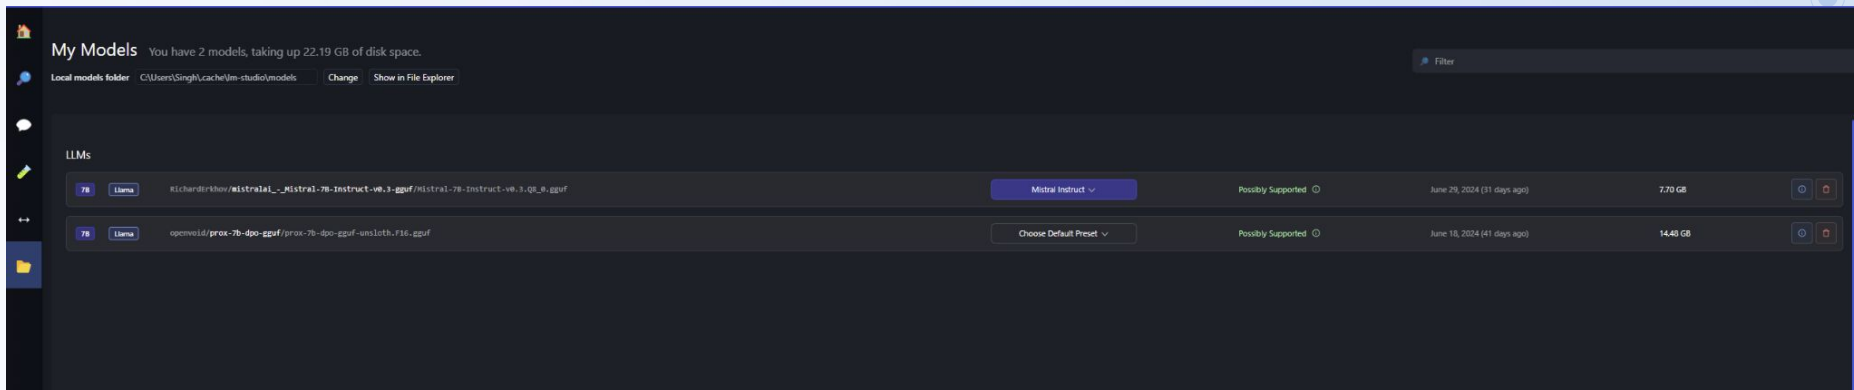 My Models You have 2 models, taking up 22.19 GB of disk space.
Filter
Local models folder C:\Users\Singh\.cache\lm-studio\models Change Show in File Explorer
LLMs
7B Llama RichardErkhov/mistralai_-_Mistral-7B-Instruct-v0.3-gguf/Mistral-7B-Instruct-v0.3.Q8_0.gguf Mistral Instruct Possibly Supported June 29, 2024 (31 days ago) 7.70 GB
7B Llama openvoid/prox-7b-dpo-gguf/prox-7b-dpo-gguf-unsloth.F16.gguf Choose Default Preset Possibly Supported June 18, 2024 (41 days ago) 14.48 GB